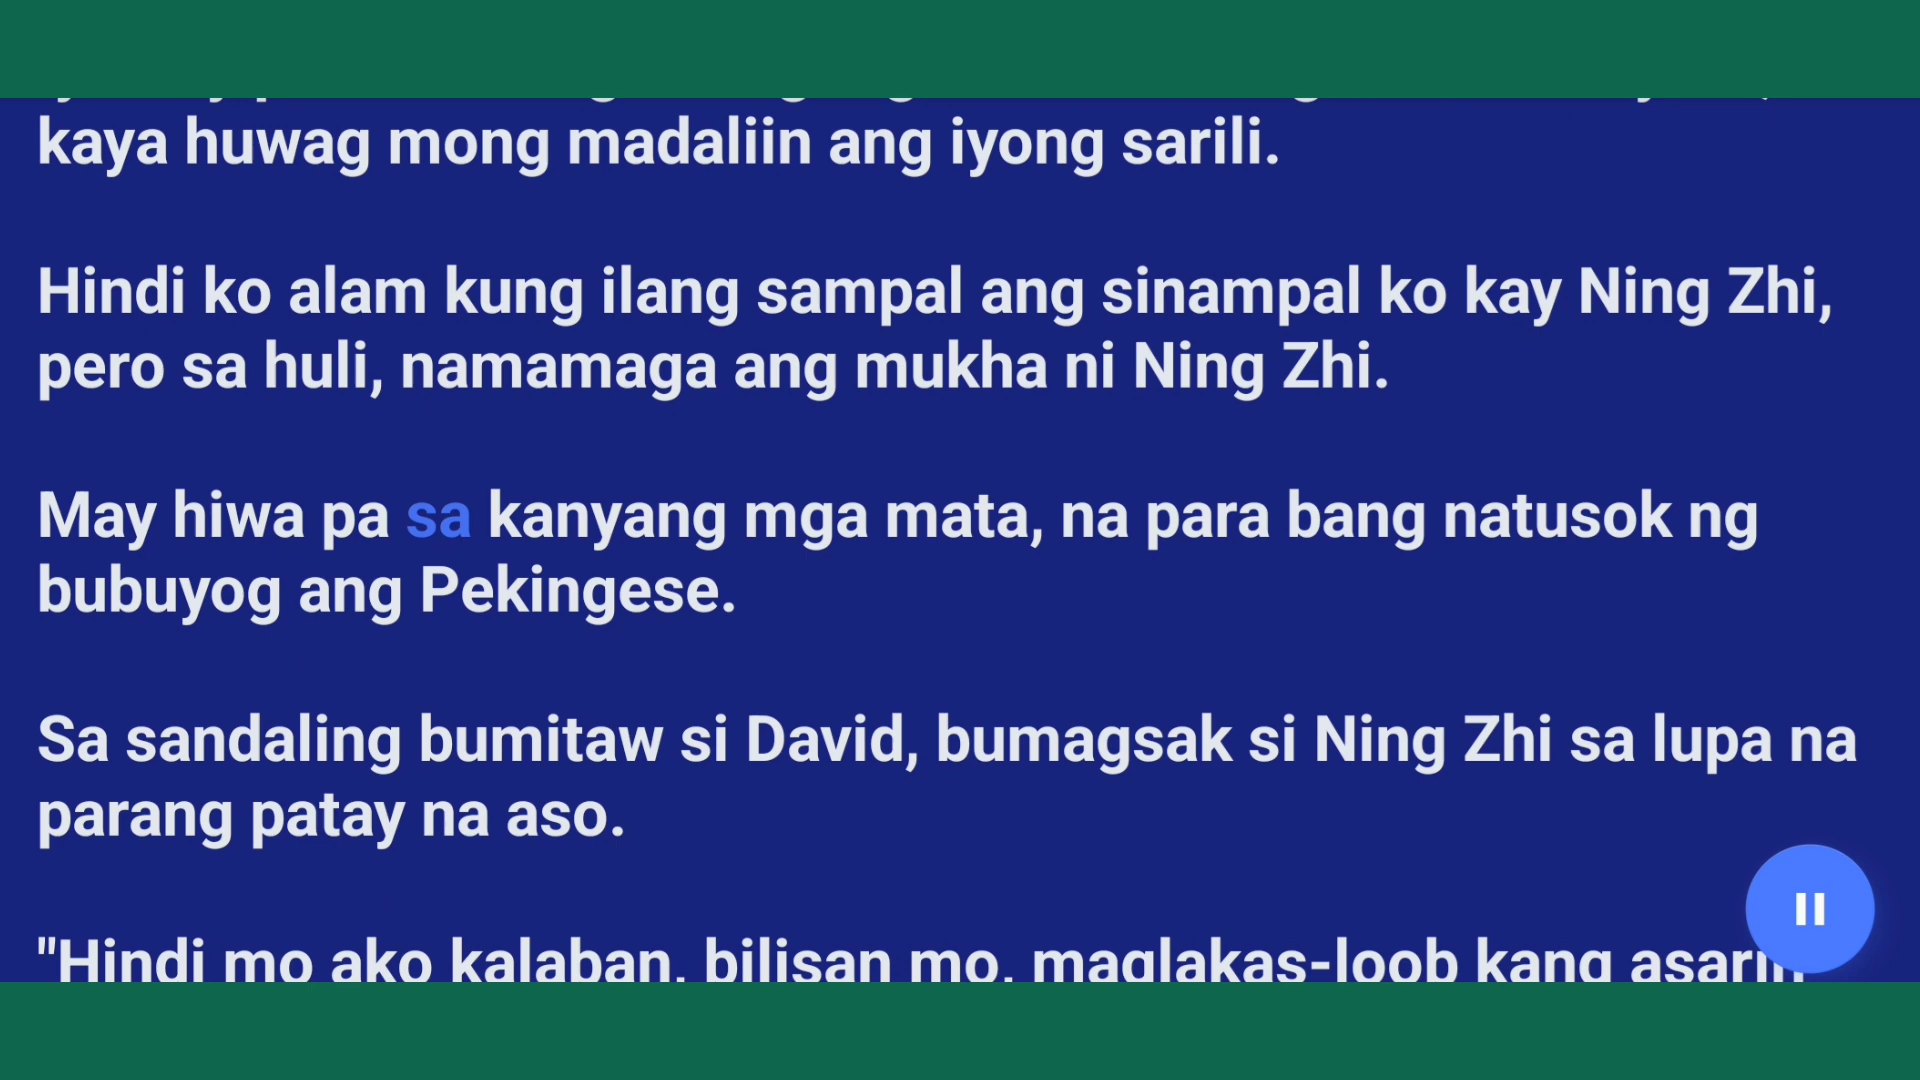 kaya huwag mong madaliin ang iyong sarili.
Hindi ko alam kung ilang sampal ang sinampal ko kay Ning Zhi,
pero sa huli, namamaga ang mukha ni Ning Zhi.
May hiwa pa sa kanyang mga mata, na para bang natusok ng
bubuyog ang Pekingese.
Sa sandaling bumitaw si David, bumagsak si Ning Zhi sa lupa na
parang patay na aso.
"Hindi mo ako kalaban, bilisan mo, maglakas-loob kang